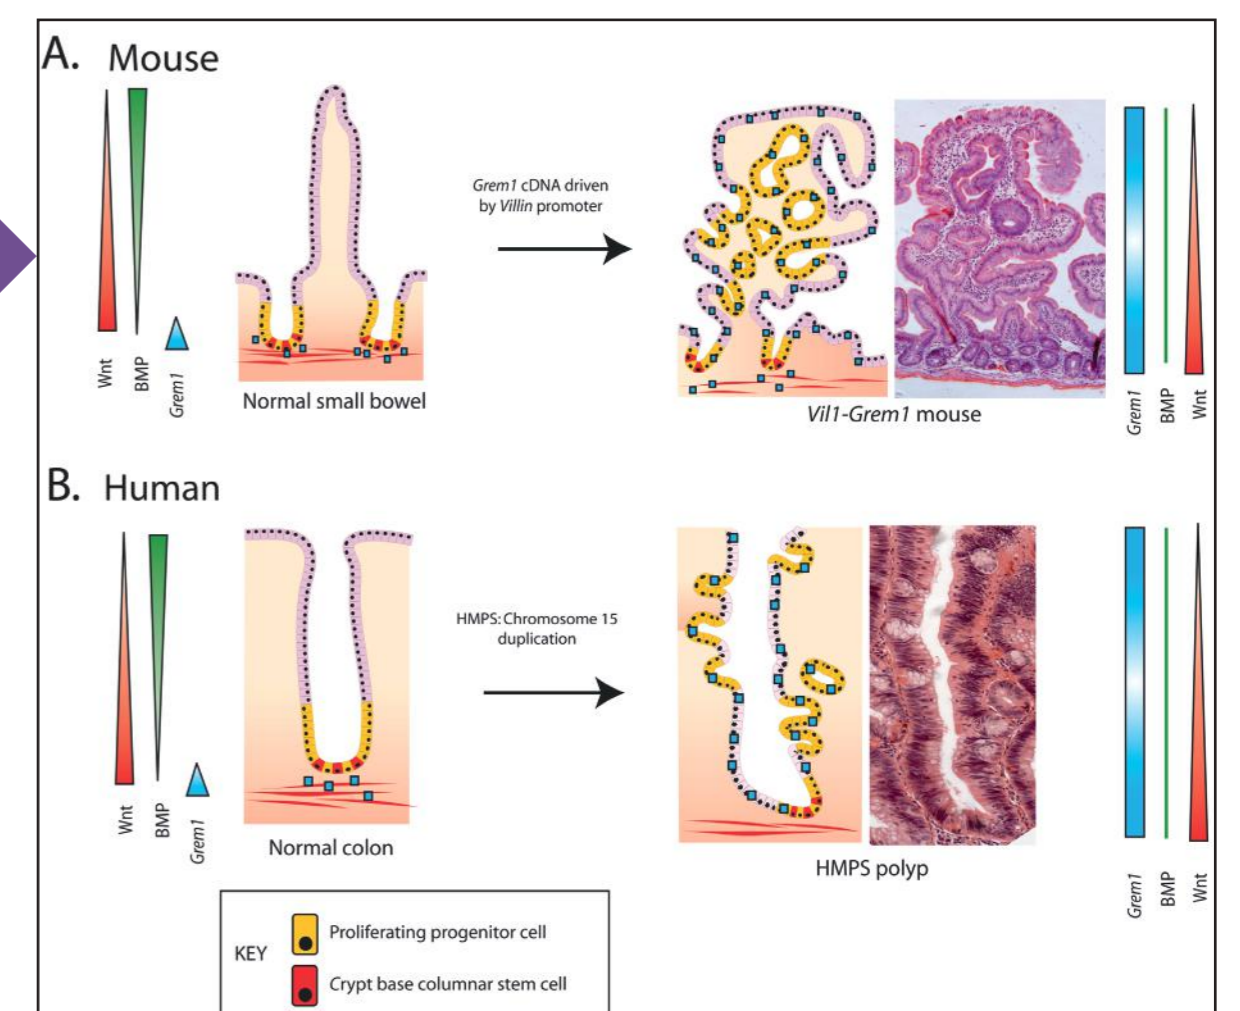 A. Mouse
Wnt
BMP
Grem1
Normal small bowel
Grem1 cDNA driven
by Villin promoter
Vil1-Grem1 mouse
Grem1
BMP
Wnt
B. Human
Wnt
BMP
Grem1
Normal colon
HMPS: Chromosome 15
duplication
HMPS polyp
Grem1
BMP
Wnt
KEY
Proliferating progenitor cell
Crypt base columnar stem cell